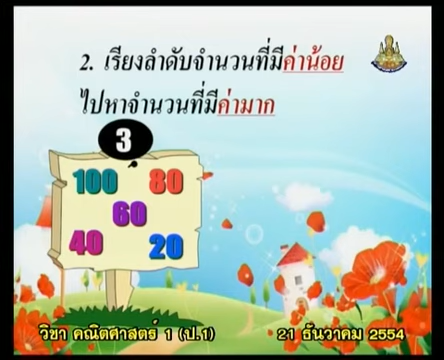 2. เรียงลำดับจำนวนที่มีค่าน้อย
ไปหาจำนวนที่มีค่ามาก
3
100 80
60
40 20
วิชา คณิตศาสตร์ 1 (ป.1) 21 ธันวาคม 2554